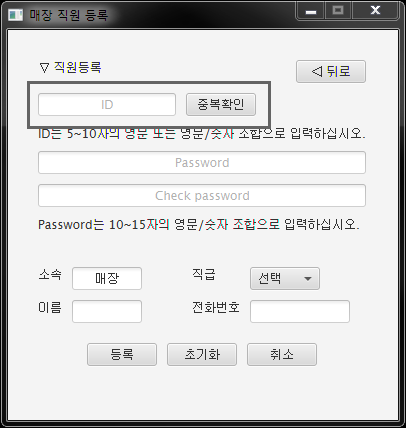 매장 직원 등록
▽ 직원등록
◁ 뒤로
ID 중복확인
ID는 5~10자의 영문 또는 영문/숫자 조합으로 입력하십시오.
Password
Check password
Password는 10~15자의 영문/숫자 조합으로 입력하십시오.
소속 매장 직급 선택
이름 전화번호
등록 초기화 취소